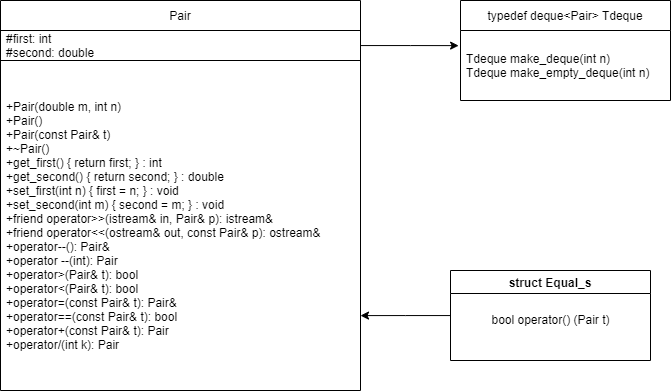 Pair
#first: int
#second: double
+Pair(double m, int n)
+Pair()
+Pair(const Pair& t)
+~Pair()
+get_first() { return first; } : int
+get_second() { return second; } : double
+set_first(int n) { first = n; } : void
+set_second(int m) { second = m; } : void
+friend operator>>(istream& in, Pair& p): istream&
+friend operator<<(ostream& out, const Pair& p): ostream&
+operator--(): Pair&
+operator --(int): Pair
+operator>(Pair& t): bool
+operator<(Pair& t): bool
+operator=(const Pair& t): Pair&
+operator==(const Pair& t): bool
+operator+(const Pair& t): Pair
+operator/(int k): Pair
typedef deque<Pair> Tdeque
Tdeque make_deque(int n)
Tdeque make_empty_deque(int n)
struct Equal_s
bool operator() (Pair t)